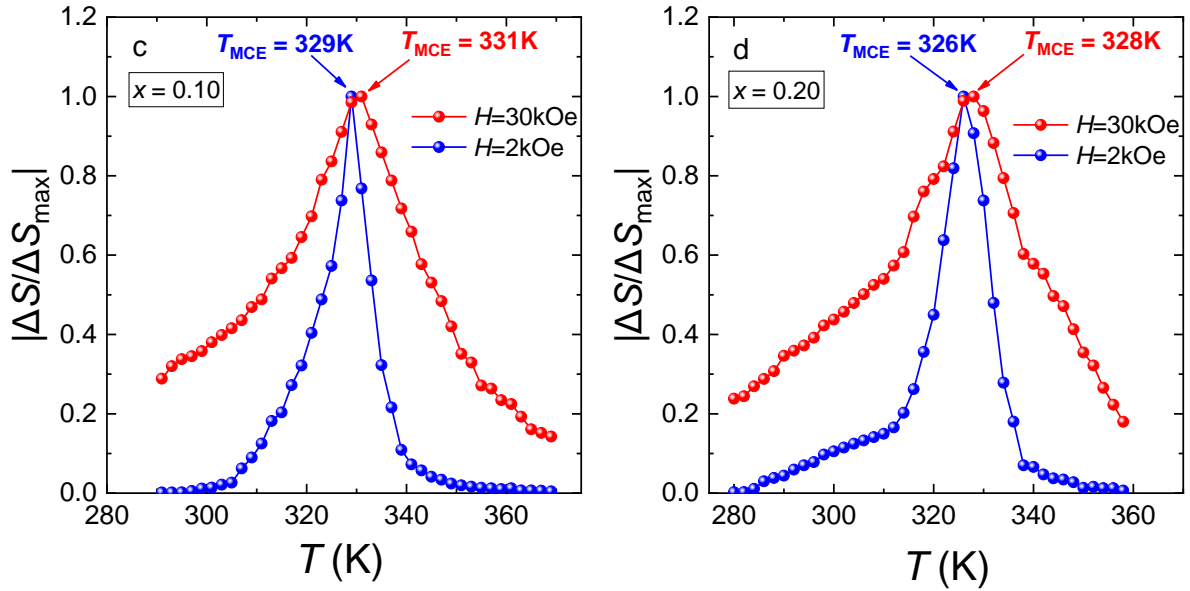 c
T_MCE = 329K
T_MCE = 331K
x = 0.10
H=30kOe
H=2kOe
|ΔS/ΔS_max|
1.2
1.0
0.8
0.6
0.4
0.2
0.0
280
300
320
340
360
T (K)
d
T_MCE = 326K
T_MCE = 328K
x = 0.20
H=30kOe
H=2kOe
|ΔS/ΔS_max|
1.2
1.0
0.8
0.6
0.4
0.2
0.0
280
300
320
340
360
T (K)